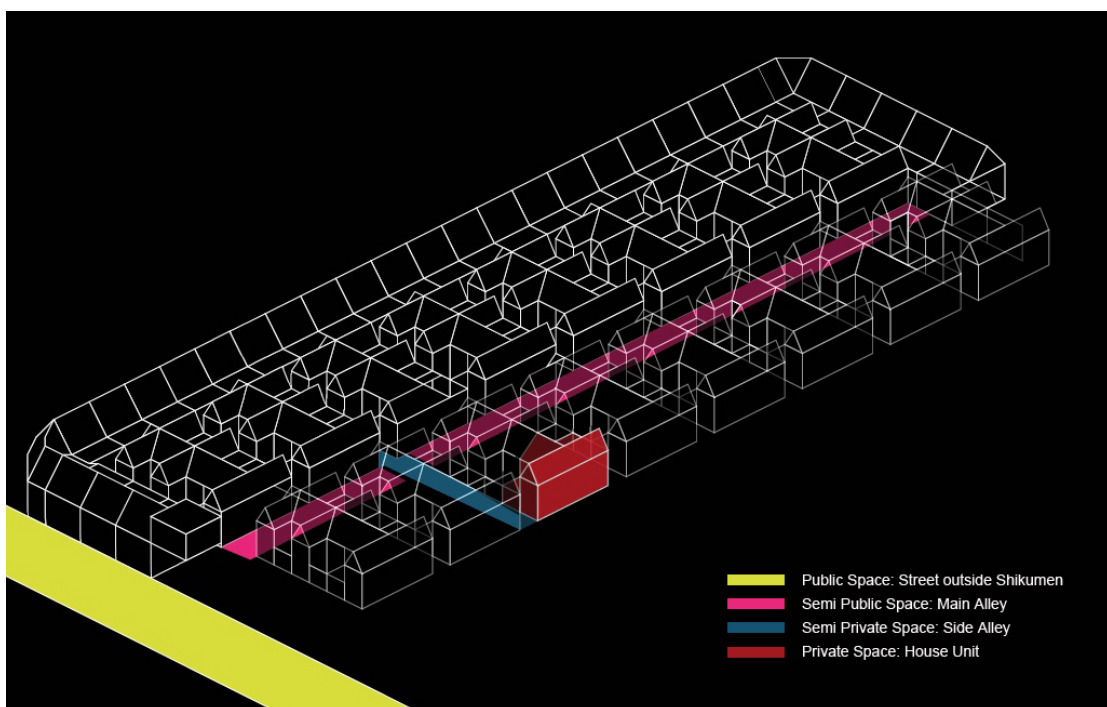 Public Space: Street outside Shikumen
Semi Public Space: Main Alley
Semi Private Space: Side Alley
Private Space: House Unit